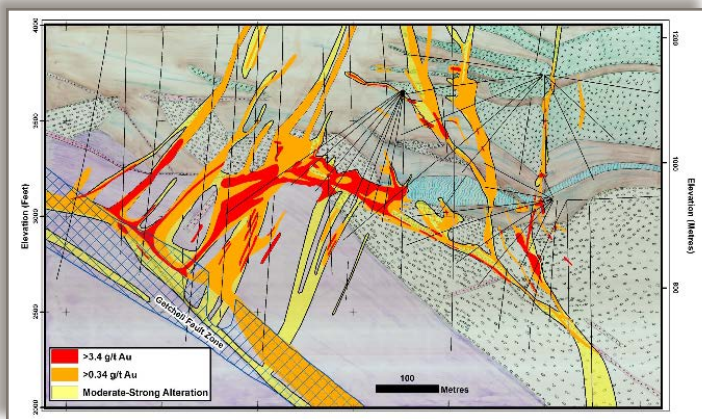 4000
3500
3000
2500
2000
Elevation (Feet)
1200
1000
800
Elevation (Metres)
Getchell Fault Zone
>3.4 g/t Au
>0.34 g/t Au
Moderate-Strong Alteration
100
Metres